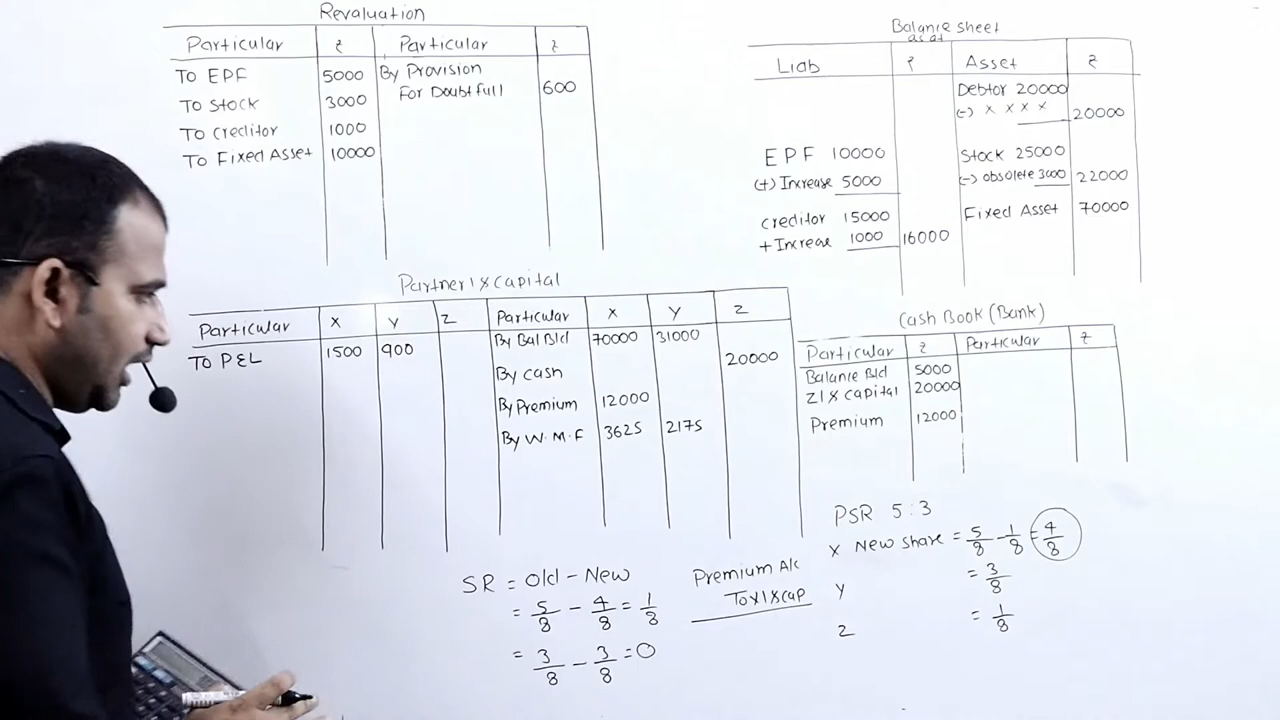 Revaluation
Particular ₹ Particular ₹
To EPF 5000 By Provision
For Doubtfull 600
To Stock 3000
To Creditor 1000
To Fixed Asset 10000
Balance sheet
as at
Liab ₹ Asset ₹
Debtor 20000
(-) x x x x 20000
EPF 10000 Stock 25000
(+) Increase 5000 (-) obsolete 3000 22000
creditor 15000 Fixed Asset 70000
+ Increase 1000 16000
Partner's Capital
Particular X Y Z Particular X Y Z
To P&L 1500 900 By Bal B/d 70000 31000
By cash 20000
By Premium 12000
By W.M.F 3625 2175
Cash Book (Bank)
Particular ₹ Particular ₹
Balance B/d 5000
Z's Capital 20000
Premium 12000
SR = Old - New
= 5/8 - 4/8 = 1/8
= 3/8 - 3/8 = 0
Premium A/c
To X's Cap
PSR 5:3
X New share = 5/8 - 1/8 = 4/8
Y = 3/8
Z = 1/8